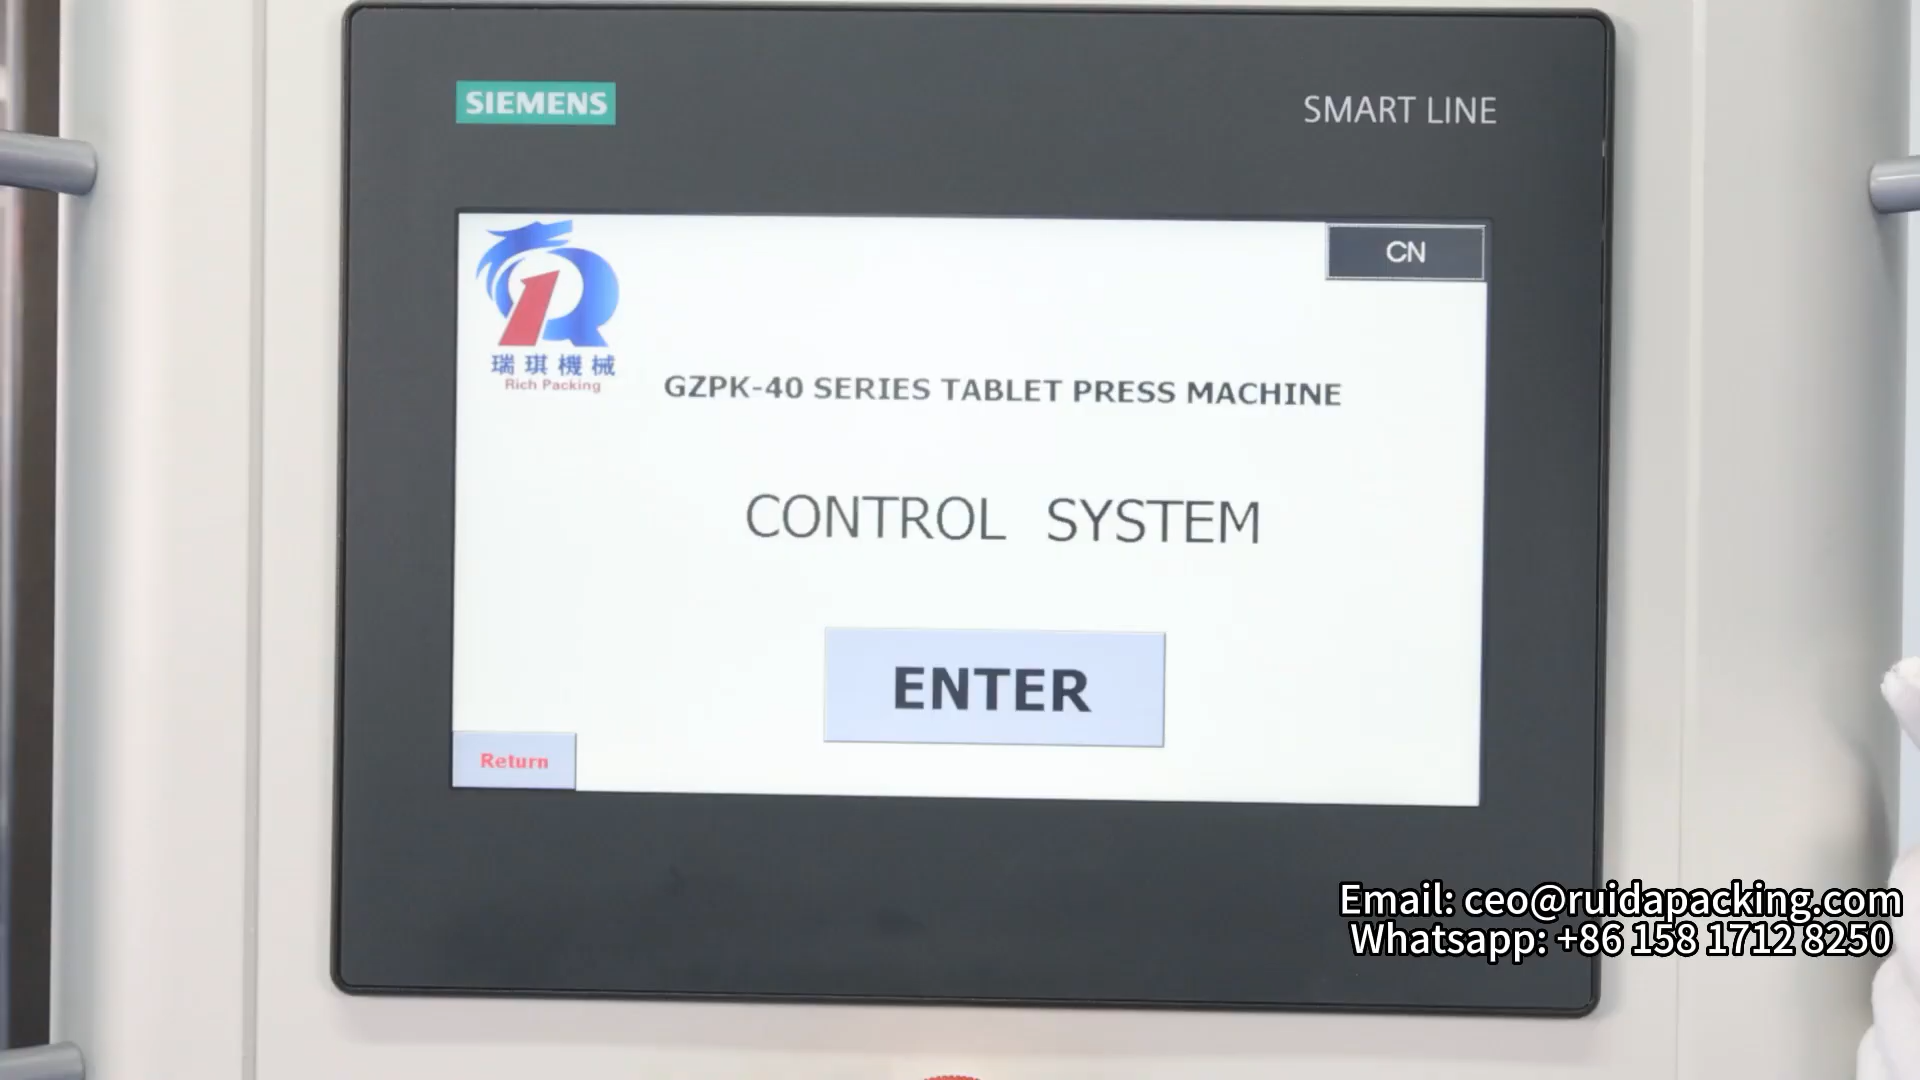 SIEMENS
SMART LINE
CN
瑞琪機械
Rich Packing
GZPK-40 SERIES TABLET PRESS MACHINE
CONTROL SYSTEM
ENTER
Return
Email: ceo@ruidapacking.com
Whatsapp: +86 158 1712 8250